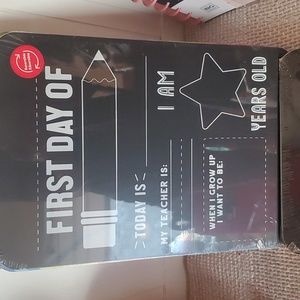 FIRST DAY OF
TODAY IS
I AM
YEARS OLD
MY TEACHER IS:
WHEN I GROW UP
I WANT TO BE: